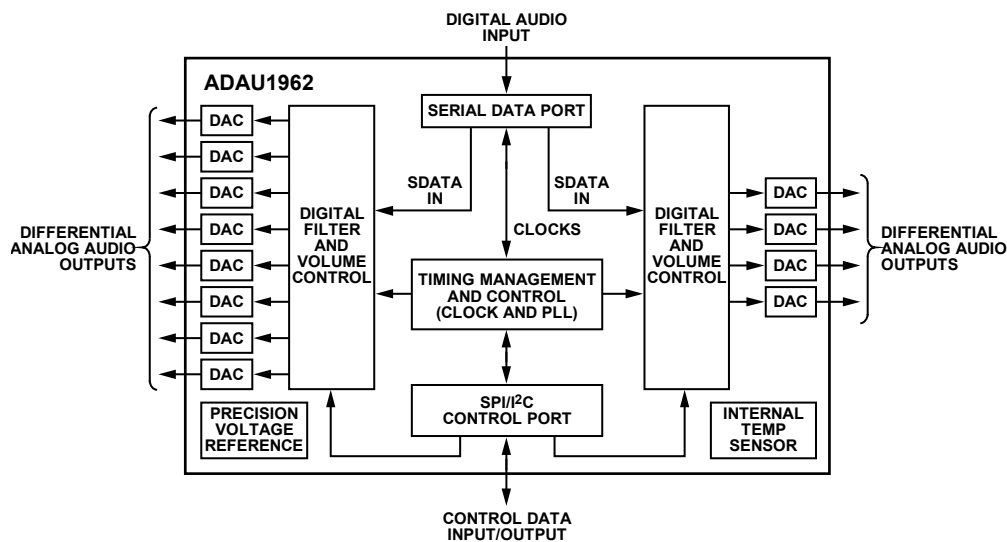 DIGITAL AUDIO
INPUT
ADAU1962
SERIAL DATA PORT
DAC
DAC
DAC
DAC
DAC
DAC
DAC
DAC
DIFFERENTIAL
ANALOG AUDIO
OUTPUTS
DIGITAL
FILTER
AND
VOLUME
CONTROL
SDATA
IN
SDATA
IN
CLOCKS
TIMING MANAGEMENT
AND CONTROL
(CLOCK AND PLL)
DIGITAL
FILTER
AND
VOLUME
CONTROL
DAC
DAC
DAC
DAC
DIFFERENTIAL
ANALOG AUDIO
OUTPUTS
PRECISION
VOLTAGE
REFERENCE
SPI/I²C
CONTROL PORT
INTERNAL
TEMP
SENSOR
CONTROL DATA
INPUT/OUTPUT